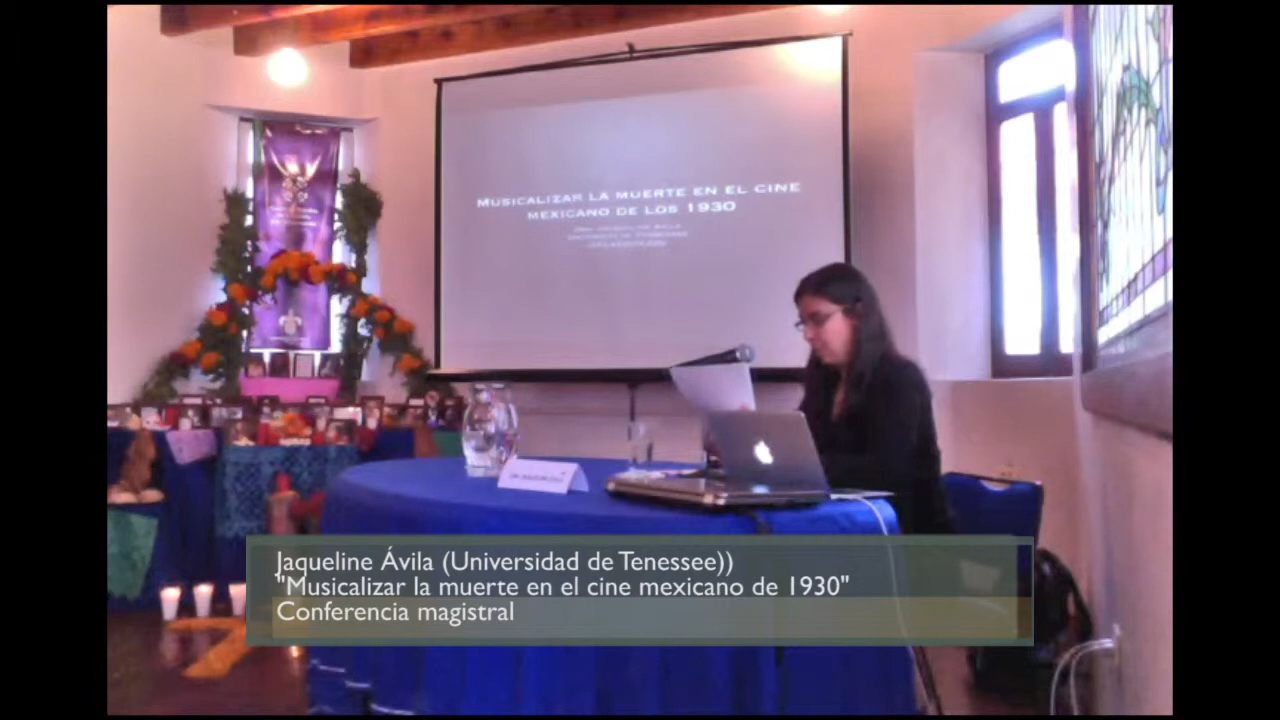 MUSICALIZAR LA MUERTE EN EL CINE
MEXICANO DE LOS 1930
Jaqueline Ávila (Universidad de Tenessee))
"Musicalizar la muerte en el cine mexicano de 1930"
Conferencia magistral